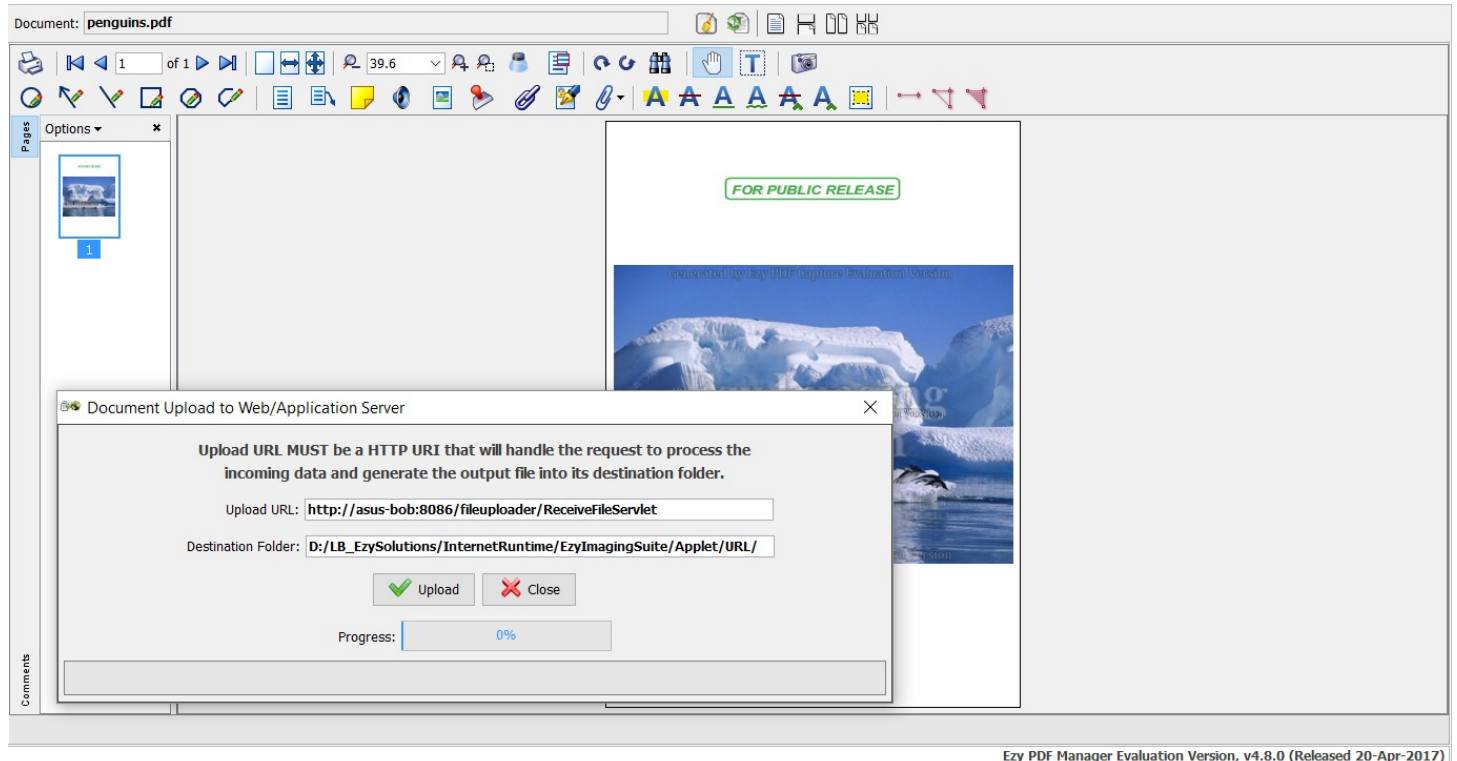 Document: penguins.pdf
1 of 1 39.6
T
A A A A A A
Pages
Options
1
FOR PUBLIC RELEASE
Generated by Ezy PDF Capture Evaluation Version
Document Upload to Web/Application Server
Upload URL MUST be a HTTP URI that will handle the request to process the
incoming data and generate the output file into its destination folder.
Upload URL: http://asus-bob:8086/fileuploader/ReceiveFileServlet
Destination Folder: D:/LB_EzySolutions/InternetRuntime/EzyImagingSuite/Applet/URL/
Upload Close
Progress: 0%
Comments
Ezy PDF Manager Evaluation Version, v4.8.0 (Released 20-Apr-2017)